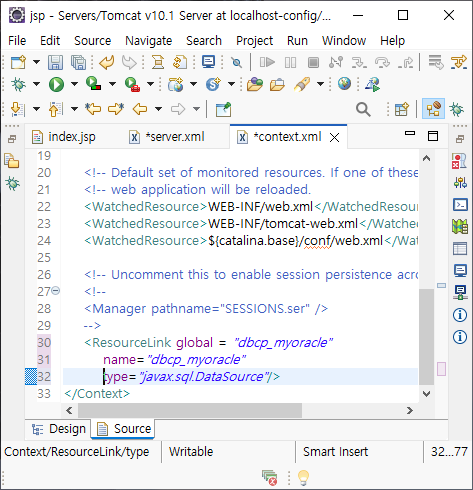 jsp - Servers/Tomcat v10.1 Server at localhost-config/...
File Edit Source Navigate Search Project Run Window Help
index.jsp *server.xml *context.xml
19
20 <!-- Default set of monitored resources. If one of these
21 <!-- web application will be reloaded.
22 <WatchedResource>WEB-INF/web.xml</WatchedResource
23 <WatchedResource>WEB-INF/tomcat-web.xml</Watched
24 <WatchedResource>${catalina.base}/conf/web.xml</Wat
25
26 <!-- Uncomment this to enable session persistence acro
27 <!--
28 <Manager pathname="SESSIONS.ser" />
29 -->
30 <ResourceLink global = "dbcp_myoracle"
31 name="dbcp_myoracle"
32 type="javax.sql.DataSource"/>
33 </Context>
Design Source
Context/ResourceLink/type Writable Smart Insert 32...77